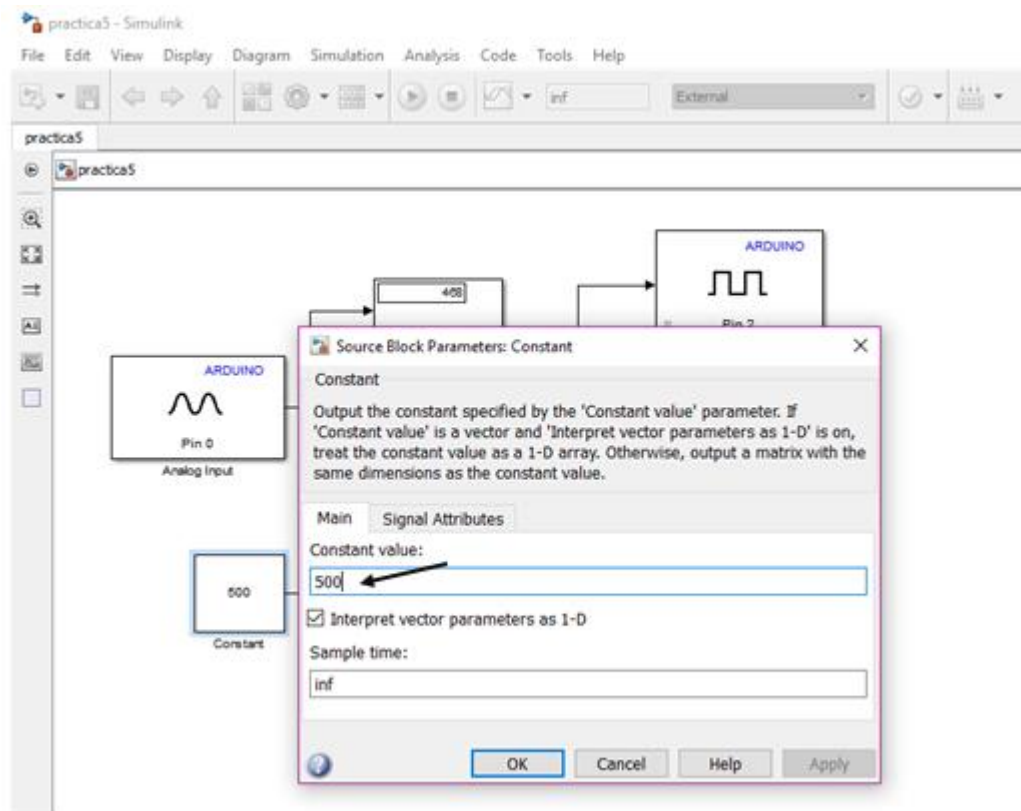 practica5 - Simulink
File Edit View Display Diagram Simulation Analysis Code Tools Help
inf External
practica5
practica5
ARDUINO
468
ARDUINO
Pin 0
Analog Input
Pin 2
500
Constant
Source Block Parameters: Constant
Constant
Output the constant specified by the 'Constant value' parameter. If
'Constant value' is a vector and 'Interpret vector parameters as 1-D' is on,
treat the constant value as a 1-D array. Otherwise, output a matrix with the
same dimensions as the constant value.
Main Signal Attributes
Constant value:
500
Interpret vector parameters as 1-D
Sample time:
inf
OK Cancel Help Apply